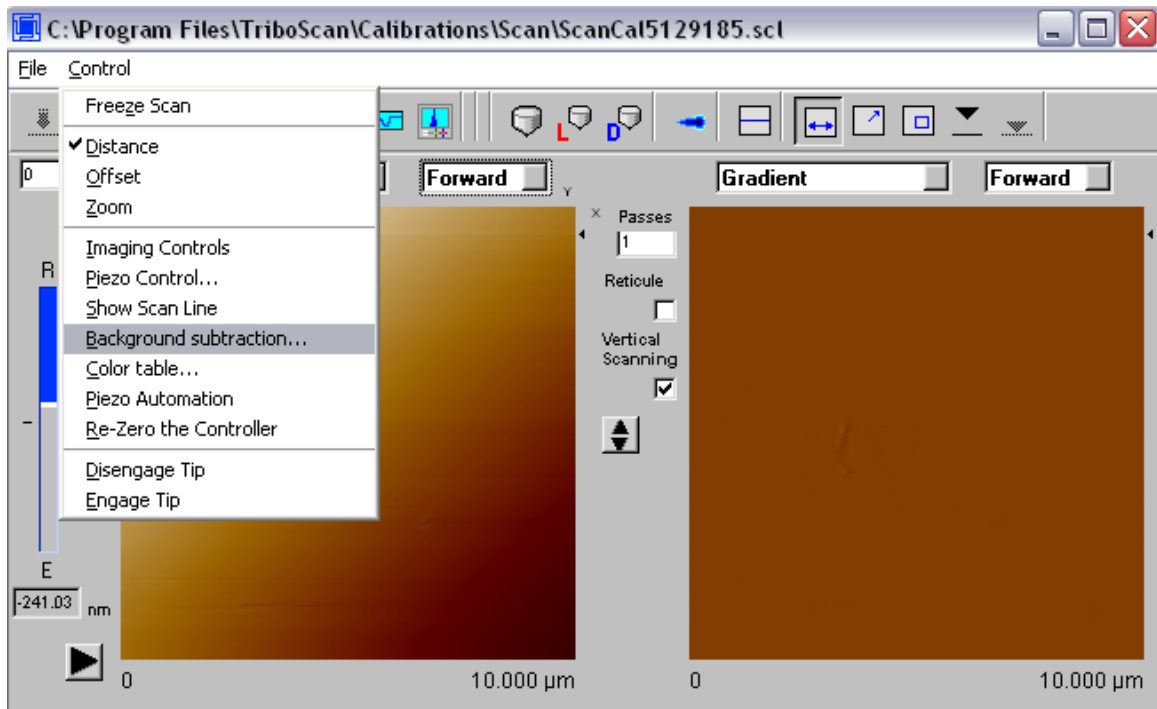 C:\Program Files\TriboScan\Calibrations\Scan\ScanCal5129185.scl
File Control
Freeze Scan
Distance
Offset
Zoom
Imaging Controls
Piezo Control...
Show Scan Line
Background subtraction...
Color table...
Piezo Automation
Re-Zero the Controller
Disengage Tip
Engage Tip
L D
0 Forward Y Gradient Forward
X Passes
1
R
Reticule
Vertical
Scanning
E
-241.03 nm
0 10.000 µm 0 10.000 µm